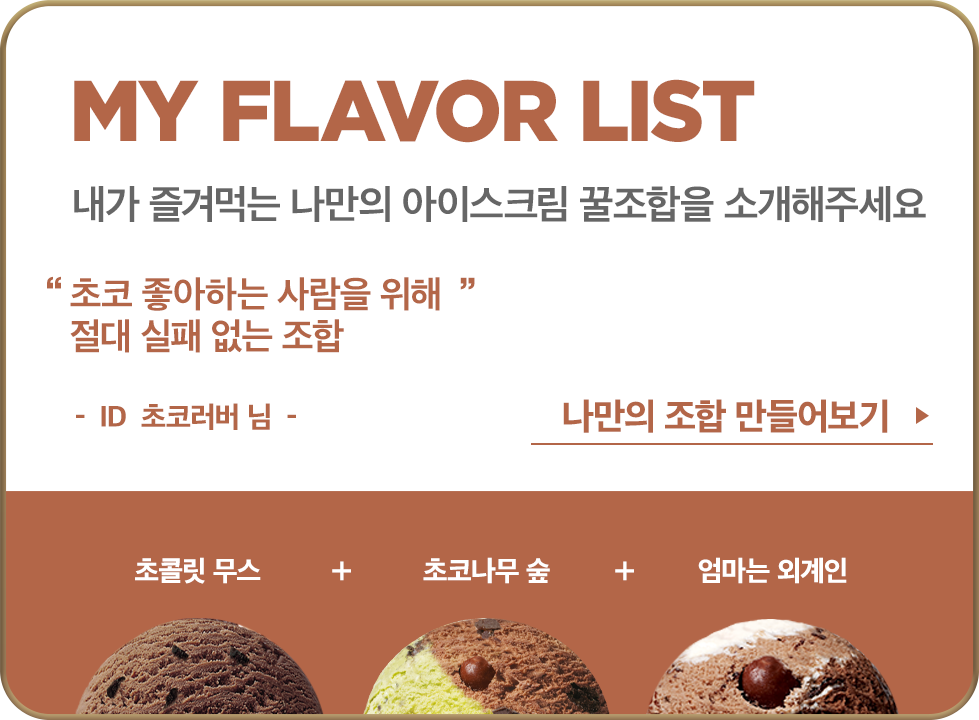 MY FLAVOR LIST
내가 즐겨먹는 나만의 아이스크림 꿀조합을 소개해주세요
“ 초코 좋아하는 사람을 위해 ”
절대 실패 없는 조합
- ID 초코러버 님 -
나만의 조합 만들어보기 ▶
초콜릿 무스 + 초코나무 숲 + 엄마는 외계인